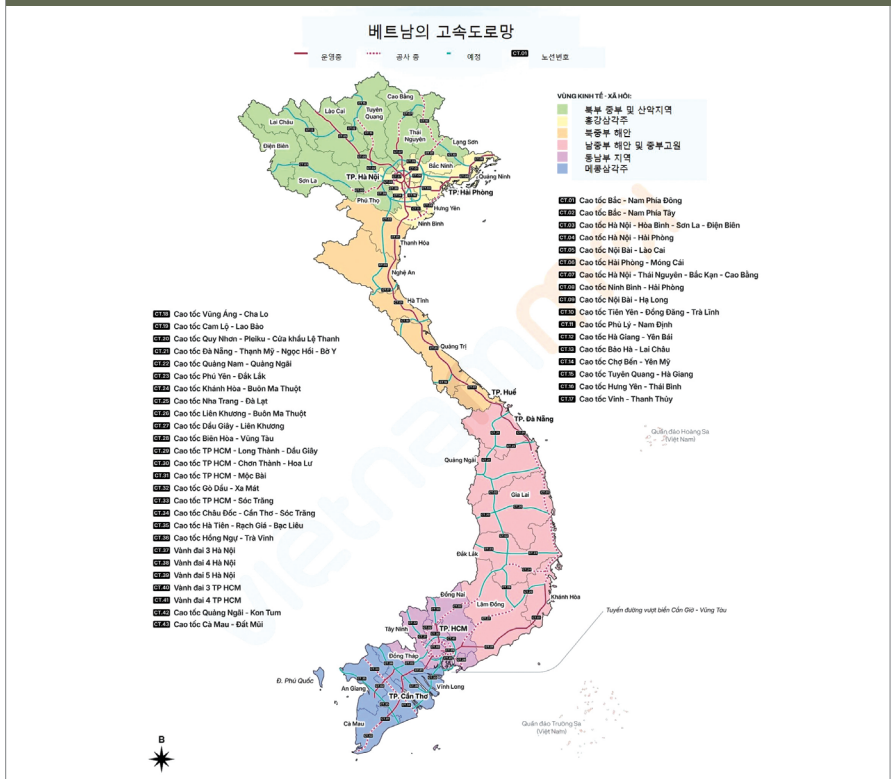 베트남의 고속도로망
운영중
공사 중
예정
CT.01
노선번호
VÙNG KINH TẾ - XÃ HỘI:
북부 중부 및 산악지역
홍강삼각주
북중부 해안
남중부 해안 및 중부고원
동남부 지역
메콩삼각주
CT.01 Cao tốc Bắc - Nam Phía Đông
CT.02 Cao tốc Bắc - Nam Phía Tây
CT.03 Cao tốc Hà Nội - Hòa Bình - Sơn La - Điện Biên
CT.04 Cao tốc Hà Nội - Hải Phòng
CT.05 Cao tốc Nội Bài - Lào Cai
CT.06 Cao tốc Hải Phòng - Móng Cái
CT.07 Cao tốc Hà Nội - Thái Nguyên - Bắc Kạn - Cao Bằng
CT.08 Cao tốc Ninh Bình - Hải Phòng
CT.09 Cao tốc Nội Bài - Hạ Long
CT.10 Cao tốc Tiên Yên - Đồng Đăng - Trà Lĩnh
CT.11 Cao tốc Phủ Lý - Nam Định
CT.12 Cao tốc Hà Giang - Yên Bái
CT.13 Cao tốc Bảo Hà - Lai Châu
CT.14 Cao tốc Chợ Bến - Yên Mỹ
CT.15 Cao tốc Tuyên Quang - Hà Giang
CT.16 Cao tốc Hưng Yên - Thái Bình
CT.17 Cao tốc Vinh - Thanh Thủy
CT.18 Cao tốc Vũng Áng - Cha Lo
CT.19 Cao tốc Cam Lộ - Lao Bảo
CT.20 Cao tốc Quy Nhơn - Pleiku - Cửa khẩu Lệ Thanh
CT.21 Cao tốc Đà Nẵng - Thạnh Mỹ - Ngọc Hồi - Bờ Y
CT.22 Cao tốc Quảng Nam - Quảng Ngãi
CT.23 Cao tốc Phú Yên - Đắk Lắk
CT.24 Cao tốc Khánh Hòa - Buôn Ma Thuột
CT.25 Cao tốc Nha Trang - Đà Lạt
CT.26 Cao tốc Liên Khương - Buôn Ma Thuột
CT.27 Cao tốc Dầu Giây - Liên Khương
CT.28 Cao tốc Biên Hòa - Vũng Tàu
CT.29 Cao tốc TP HCM - Long Thành - Dầu Giây
CT.30 Cao tốc TP HCM - Chơn Thành - Hoa Lư
CT.31 Cao tốc TP HCM - Mộc Bài
CT.32 Cao tốc Gò Dầu - Xa Mát
CT.33 Cao tốc TP HCM - Sóc Trăng
CT.34 Cao tốc Châu Đốc - Cần Thơ - Sóc Trăng
CT.35 Cao tốc Hà Tiên - Rạch Giá - Bạc Liêu
CT.36 Cao tốc Hồng Ngự - Trà Vinh
CT.37 Vành đai 3 Hà Nội
CT.38 Vành đai 4 Hà Nội
CT.39 Vành đai 5 Hà Nội
CT.40 Vành đai 3 TP HCM
CT.41 Vành đai 4 TP HCM
CT.42 Cao tốc Quảng Ngãi - Kon Tum
CT.43 Cao tốc Cà Mau - Đất Mũi
Cao Bằng
Lào Cai
Tuyên Quang
Lai Châu
Thái Nguyên
Điện Biên
Lạng Sơn
Bắc Ninh
TP. Hà Nội
Quảng Ninh
Sơn La
TP. Hải Phòng
Phú Thọ
Hưng Yên
Ninh Bình
Thanh Hóa
Nghệ An
Hà Tĩnh
Quảng Trị
TP. Huế
TP. Đà Nẵng
Quần đảo Hoàng Sa
(Việt Nam)
Quảng Ngãi
Gia Lai
Đắk Lắk
Khánh Hòa
Đồng Nai
Lâm Đồng
Tuyến đường vượt biển Cần Giờ - Vũng Tàu
Tây Ninh
TP. HCM
Đồng Tháp
Đ. Phú Quốc
An Giang
Vĩnh Long
TP. Cần Thơ
Cà Mau
Quần đảo Trường Sa
(Việt Nam)
B